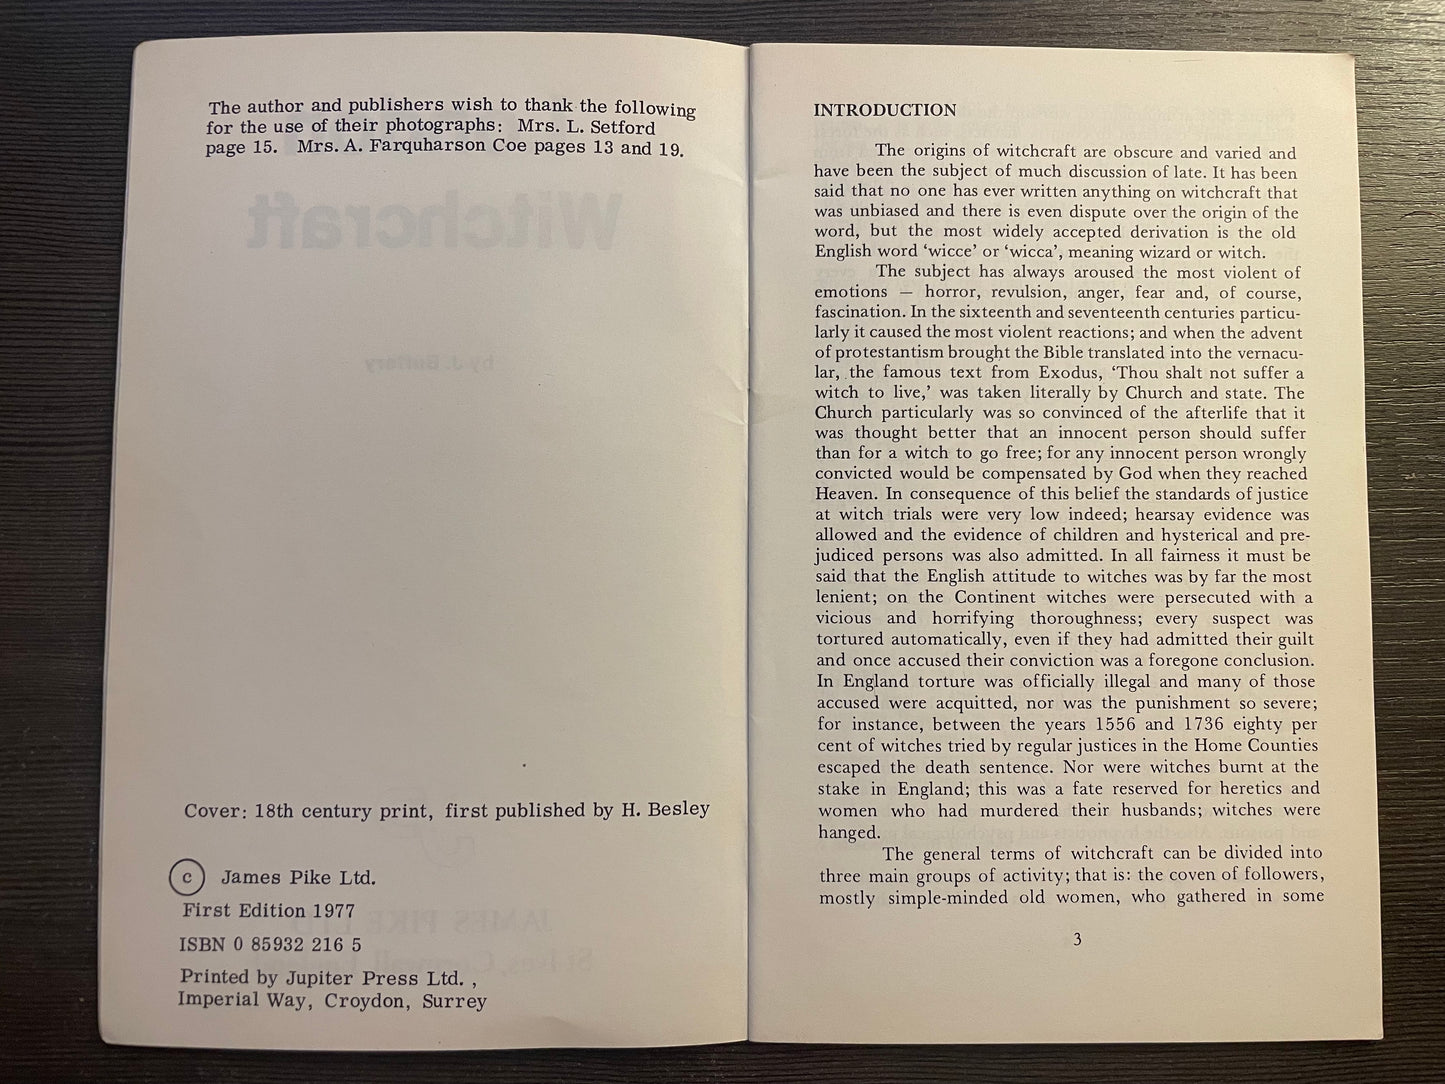 The author and publishers wish to thank the following
for the use of their photographs: Mrs. L. Setford
page 15. Mrs. A. Farquharson Coe pages 13 and 19.
Witchcraft
by J. Buffery
Cover: 18th century print, first published by H. Besley
c James Pike Ltd.
First Edition 1977
JAMES PIKE LTD
ISBN 0 85932 216 5
St Ives, Cornwall, England
Printed by Jupiter Press Ltd. ,
Imperial Way, Croydon, Surrey
INTRODUCTION
The origins of witchcraft are obscure and varied and
have been the subject of much discussion of late. It has been
said that no one has ever written anything on witchcraft that
was unbiased and there is even dispute over the origin of the
word, but the most widely accepted derivation is the old
English word ‘wicce’ or ‘wicca’, meaning wizard or witch.
The subject has always aroused the most violent of
emotions — horror, revulsion, anger, fear and, of course,
fascination. In the sixteenth and seventeenth centuries particu-
larly it caused the most violent reactions; and when the advent
of protestantism brought the Bible translated into the vernacu-
lar, the famous text from Exodus, ‘Thou shalt not suffer a
witch to live,’ was taken literally by Church and state. The
Church particularly was so convinced of the afterlife that it
was thought better that an innocent person should suffer
than for a witch to go free; for any innocent person wrongly
convicted would be compensated by God when they reached
Heaven. In consequence of this belief the standards of justice
at witch trials were very low indeed; hearsay evidence was
allowed and the evidence of children and hysterical and pre-
judiced persons was also admitted. In all fairness it must be
said that the English attitude to witches was by far the most
lenient; on the Continent witches were persecuted with a
vicious and horrifying thoroughness; every suspect was
tortured automatically, even if they had admitted their guilt
and once accused their conviction was a foregone conclusion.
In England torture was officially illegal and many of those
accused were acquitted, nor was the punishment so severe;
for instance, between the years 1556 and 1736 eighty per
cent of witches tried by regular justices in the Home Counties
escaped the death sentence. Nor were witches burnt at the
stake in England; this was a fate reserved for heretics and
women who had murdered their husbands; witches were
hanged.
The general terms of witchcraft can be divided into
three main groups of activity; that is: the coven of followers,
mostly simple-minded old women, who gathered in some
3